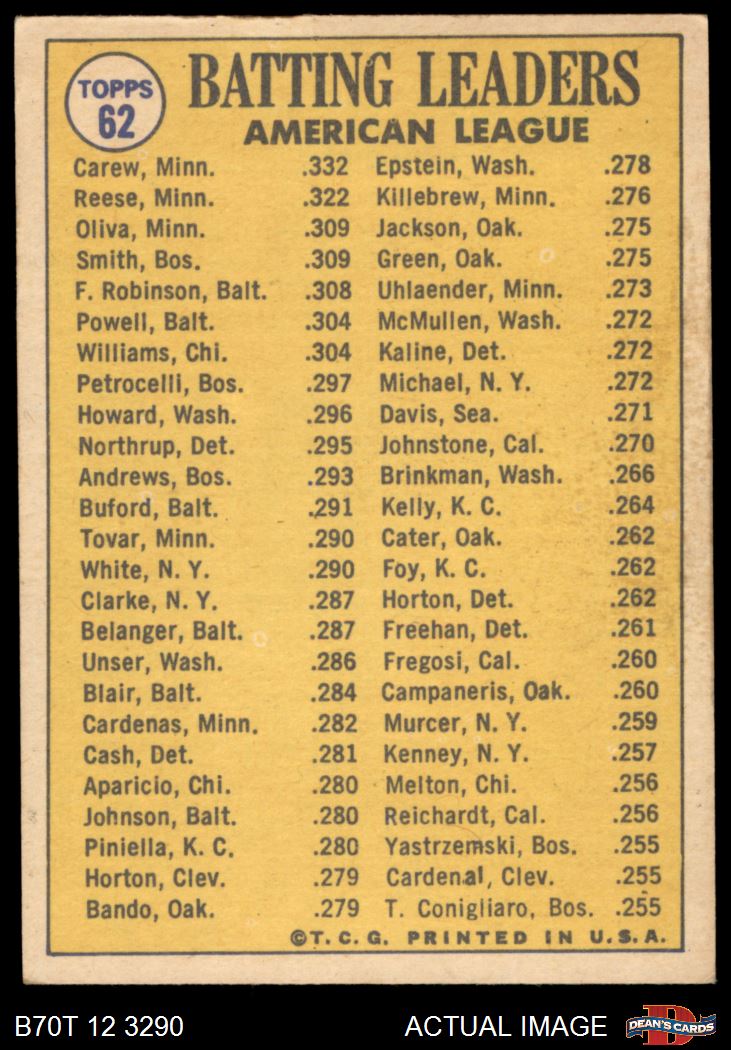 TOPPS
62
BATTING LEADERS
AMERICAN LEAGUE
Carew, Minn. .332
Reese, Minn. .322
Oliva, Minn. .309
Smith, Bos. .309
F. Robinson, Balt. .308
Powell, Balt. .304
Williams, Chi. .304
Petrocelli, Bos. .297
Howard, Wash. .296
Northrup, Det. .295
Andrews, Bos. .293
Buford, Balt. .291
Tovar, Minn. .290
White, N. Y. .290
Clarke, N. Y. .287
Belanger, Balt. .287
Unser, Wash. .286
Blair, Balt. .284
Cardenas, Minn. .282
Cash, Det. .281
Aparicio, Chi. .280
Johnson, Balt. .280
Piniella, K. C. .280
Horton, Clev. .279
Bando, Oak. .279
Epstein, Wash. .278
Killebrew, Minn. .276
Jackson, Oak. .275
Green, Oak. .275
Uhlaender, Minn. .273
McMullen, Wash. .272
Kaline, Det. .272
Michael, N. Y. .272
Davis, Sea. .271
Johnstone, Cal. .270
Brinkman, Wash. .266
Kelly, K. C. .264
Cater, Oak. .262
Foy, K. C. .262
Horton, Det. .262
Freehan, Det. .261
Fregosi, Cal. .260
Campaneris, Oak. .260
Murcer, N. Y. .259
Kenney, N. Y. .257
Melton, Chi. .256
Reichardt, Cal. .256
Yastrzemski, Bos. .255
Cardenal, Clev. .255
T. Conigliaro, Bos. .255
©T. C. G. PRINTED IN U.S.A.
B70T 12 3290 ACTUAL IMAGE
D
DEAN'S CARDS